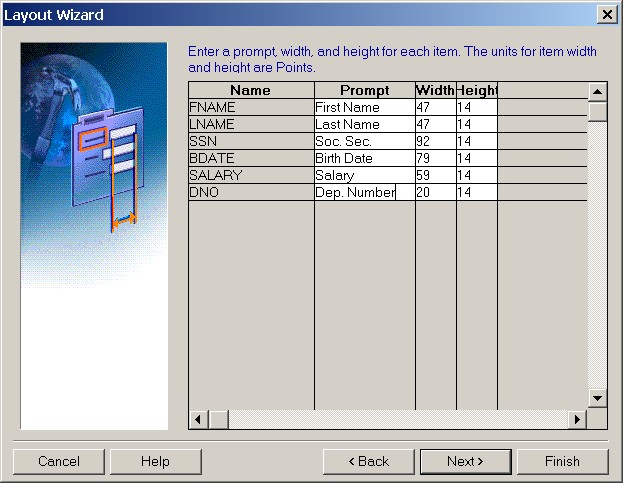 Layout Wizard
Enter a prompt, width, and height for each item. The units for item width
and height are Points.
Name Prompt Width Height
FNAME First Name 47 14
LNAME Last Name 47 14
SSN Soc. Sec. 92 14
BDATE Birth Date 79 14
SALARY Salary 59 14
DNO Dep. Number 20 14
Cancel Help < Back Next > Finish